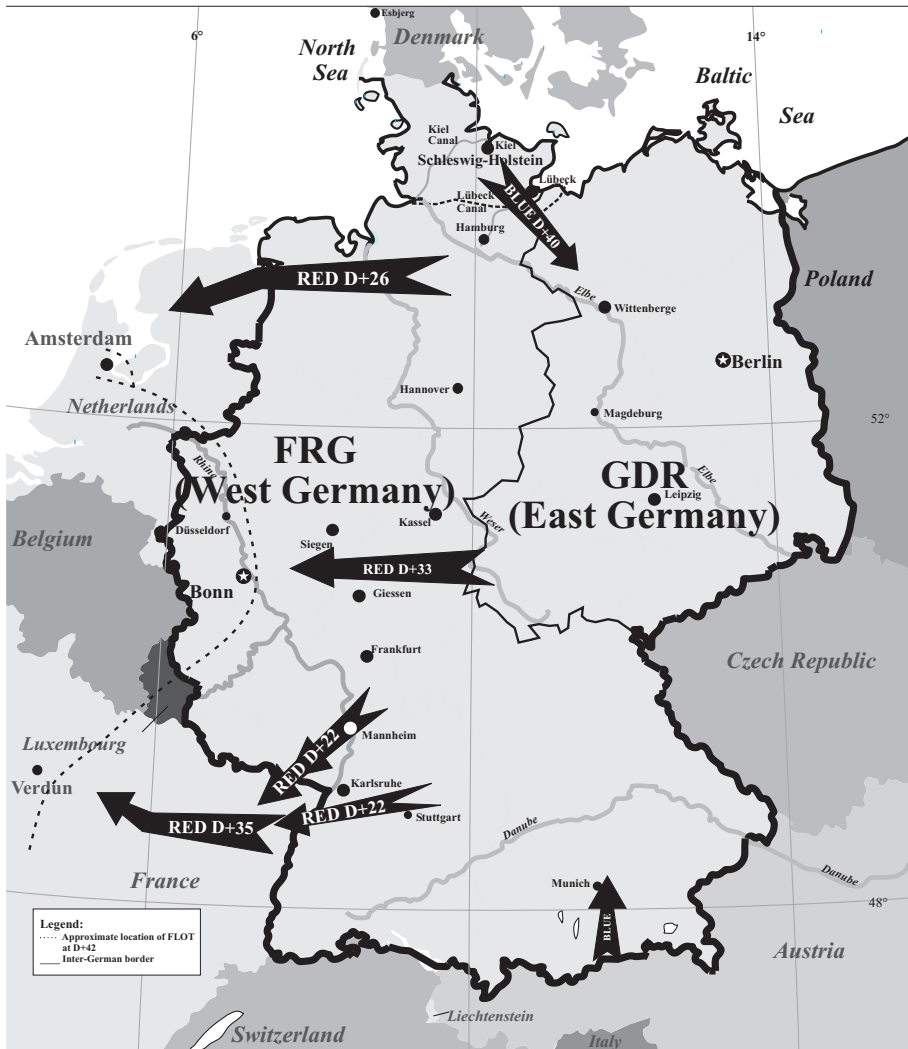 Esbjerg
6°
14°
Denmark
North
Sea
Baltic
Sea
Kiel
Canal
Kiel
Schleswig-Holstein
Lübeck
Lübeck
Canal
Hamburg
BLUE D+40
RED D+26
Poland
Elbe
Wittenberge
Amsterdam
Berlin
Hannover
Netherlands
Magdeburg
52°
FRG
(West Germany)
Rhine
GDR
(East Germany)
Elbe
Leipzig
Kassel
Weser
Düsseldorf
Siegen
Belgium
RED D+33
Bonn
Giessen
Frankfurt
Czech Republic
RED D+22
Mannheim
Luxembourg
Verdun
Karlsruhe
RED D+22
Stuttgart
RED D+35
Danube
Danube
France
Munich
48°
BLUE
Legend:
..... Approximate location of FLOT
at D+42
___ Inter-German border
Austria
Liechtenstein
Switzerland
Italy